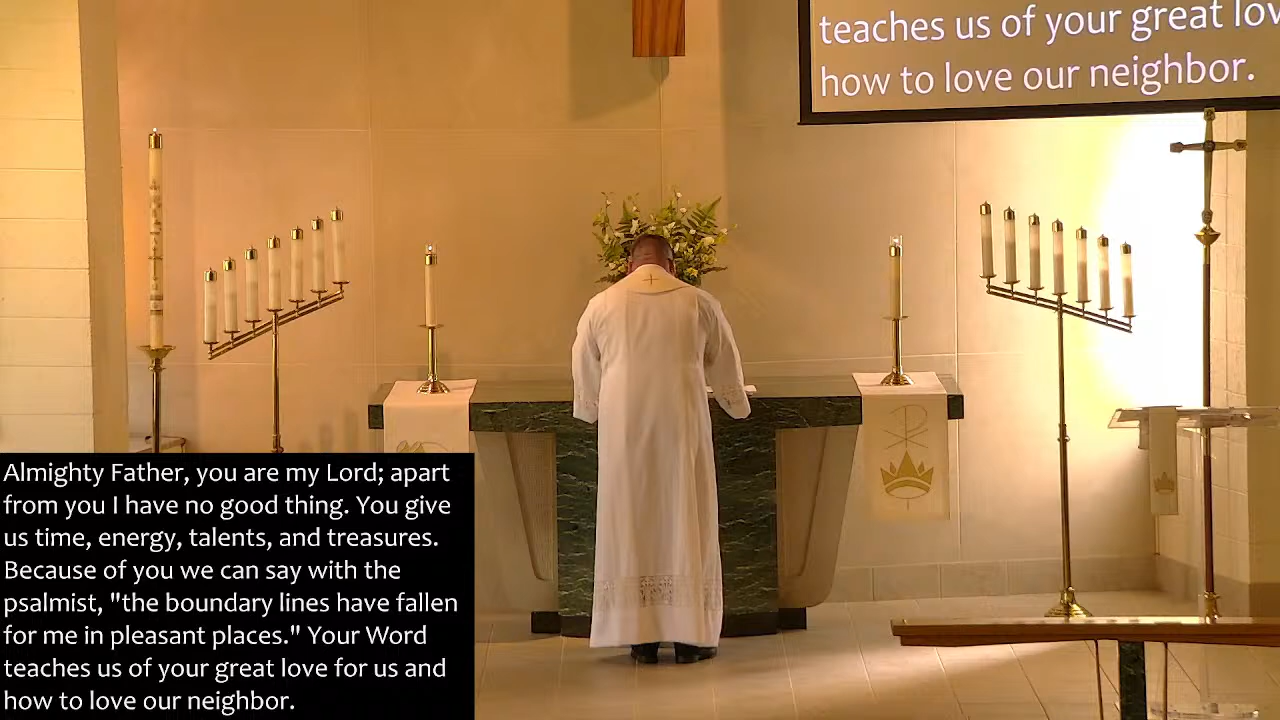 teaches us of your great
how to love our neighbor.
Almighty Father, you are my Lord; apart
from you I have no good thing. You give
us time, energy, talents, and treasures.
Because of you we can say with the
psalmist, "the boundary lines have fallen
for me in pleasant places." Your Word
teaches us of your great love for us and
how to love our neighbor.